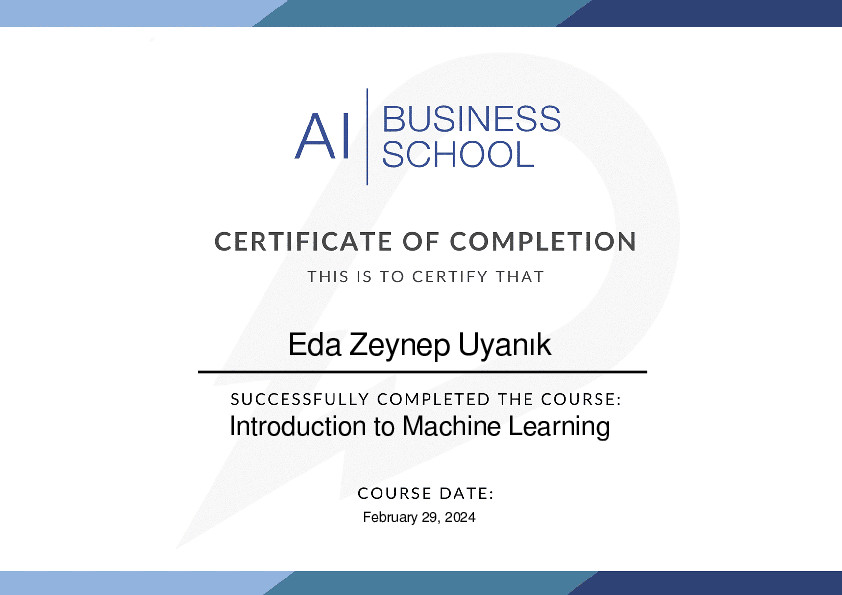 AI BUSINESS SCHOOL
CERTIFICATE OF COMPLETION
THIS IS TO CERTIFY THAT
Eda Zeynep Uyanık
SUCCESSFULLY COMPLETED THE COURSE:
Introduction to Machine Learning
COURSE DATE:
February 29, 2024